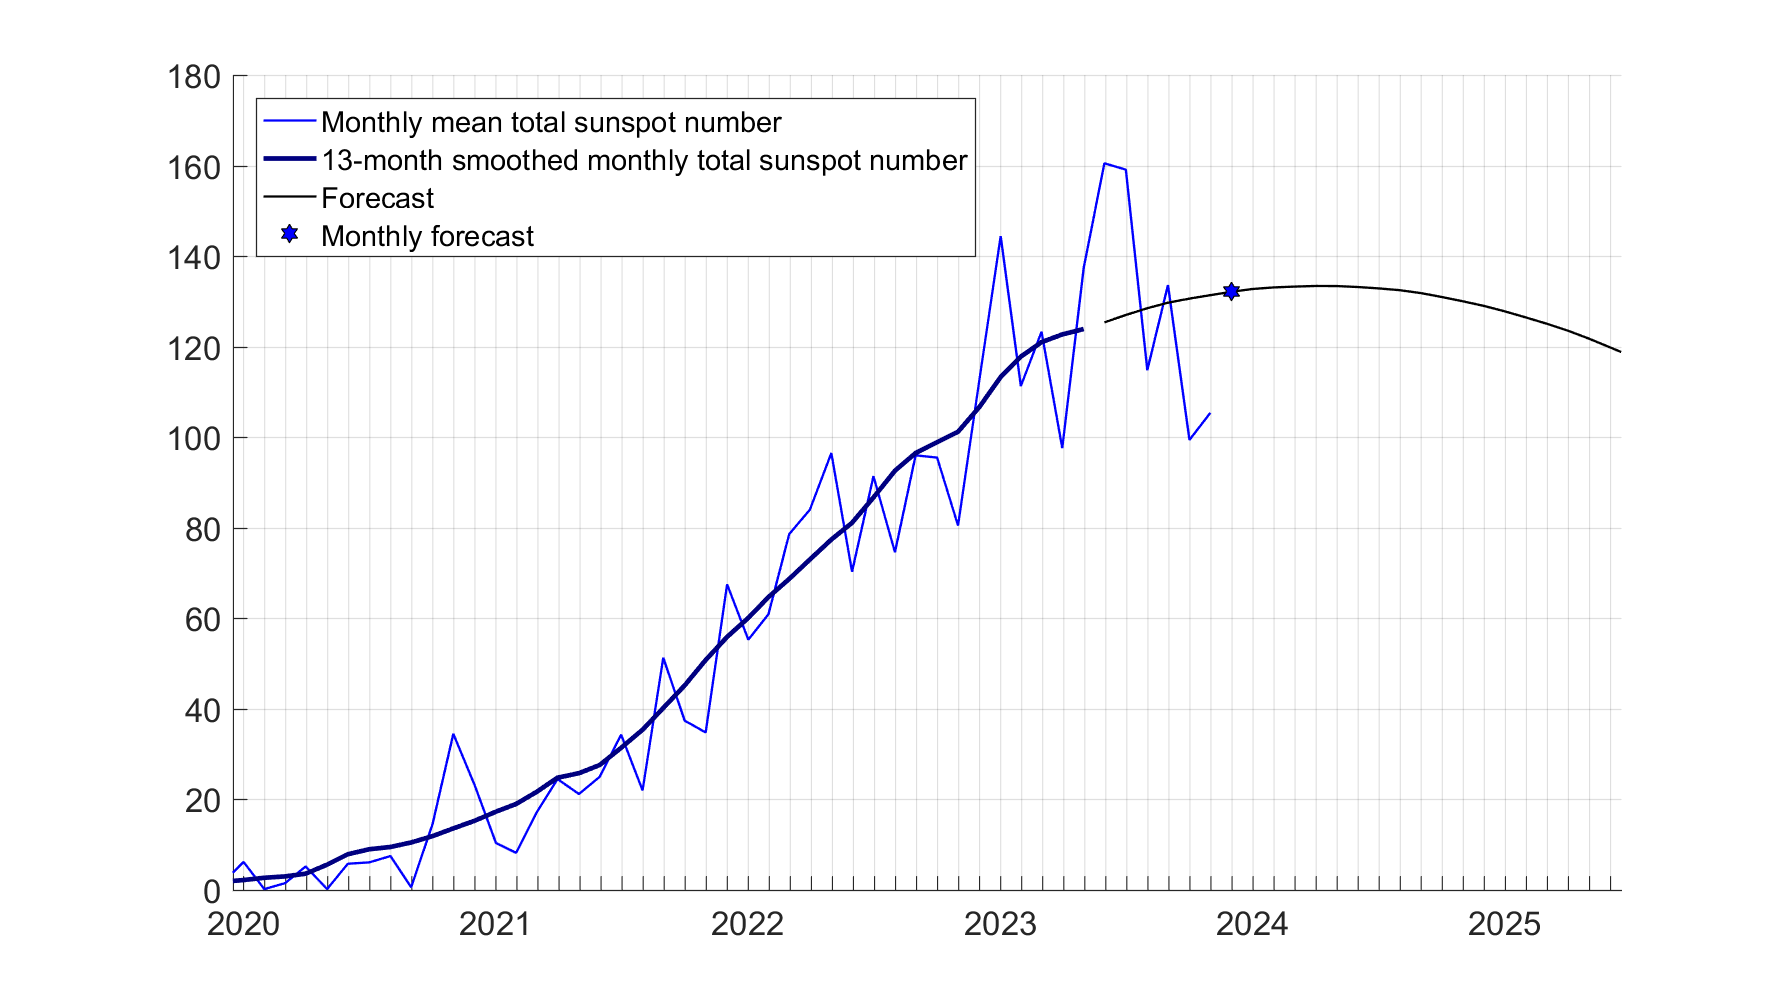 180
160
140
120
100
80
60
40
20
0
Monthly mean total sunspot number
13-month smoothed monthly total sunspot number
Forecast
Monthly forecast
2020 2021 2022 2023 2024 2025